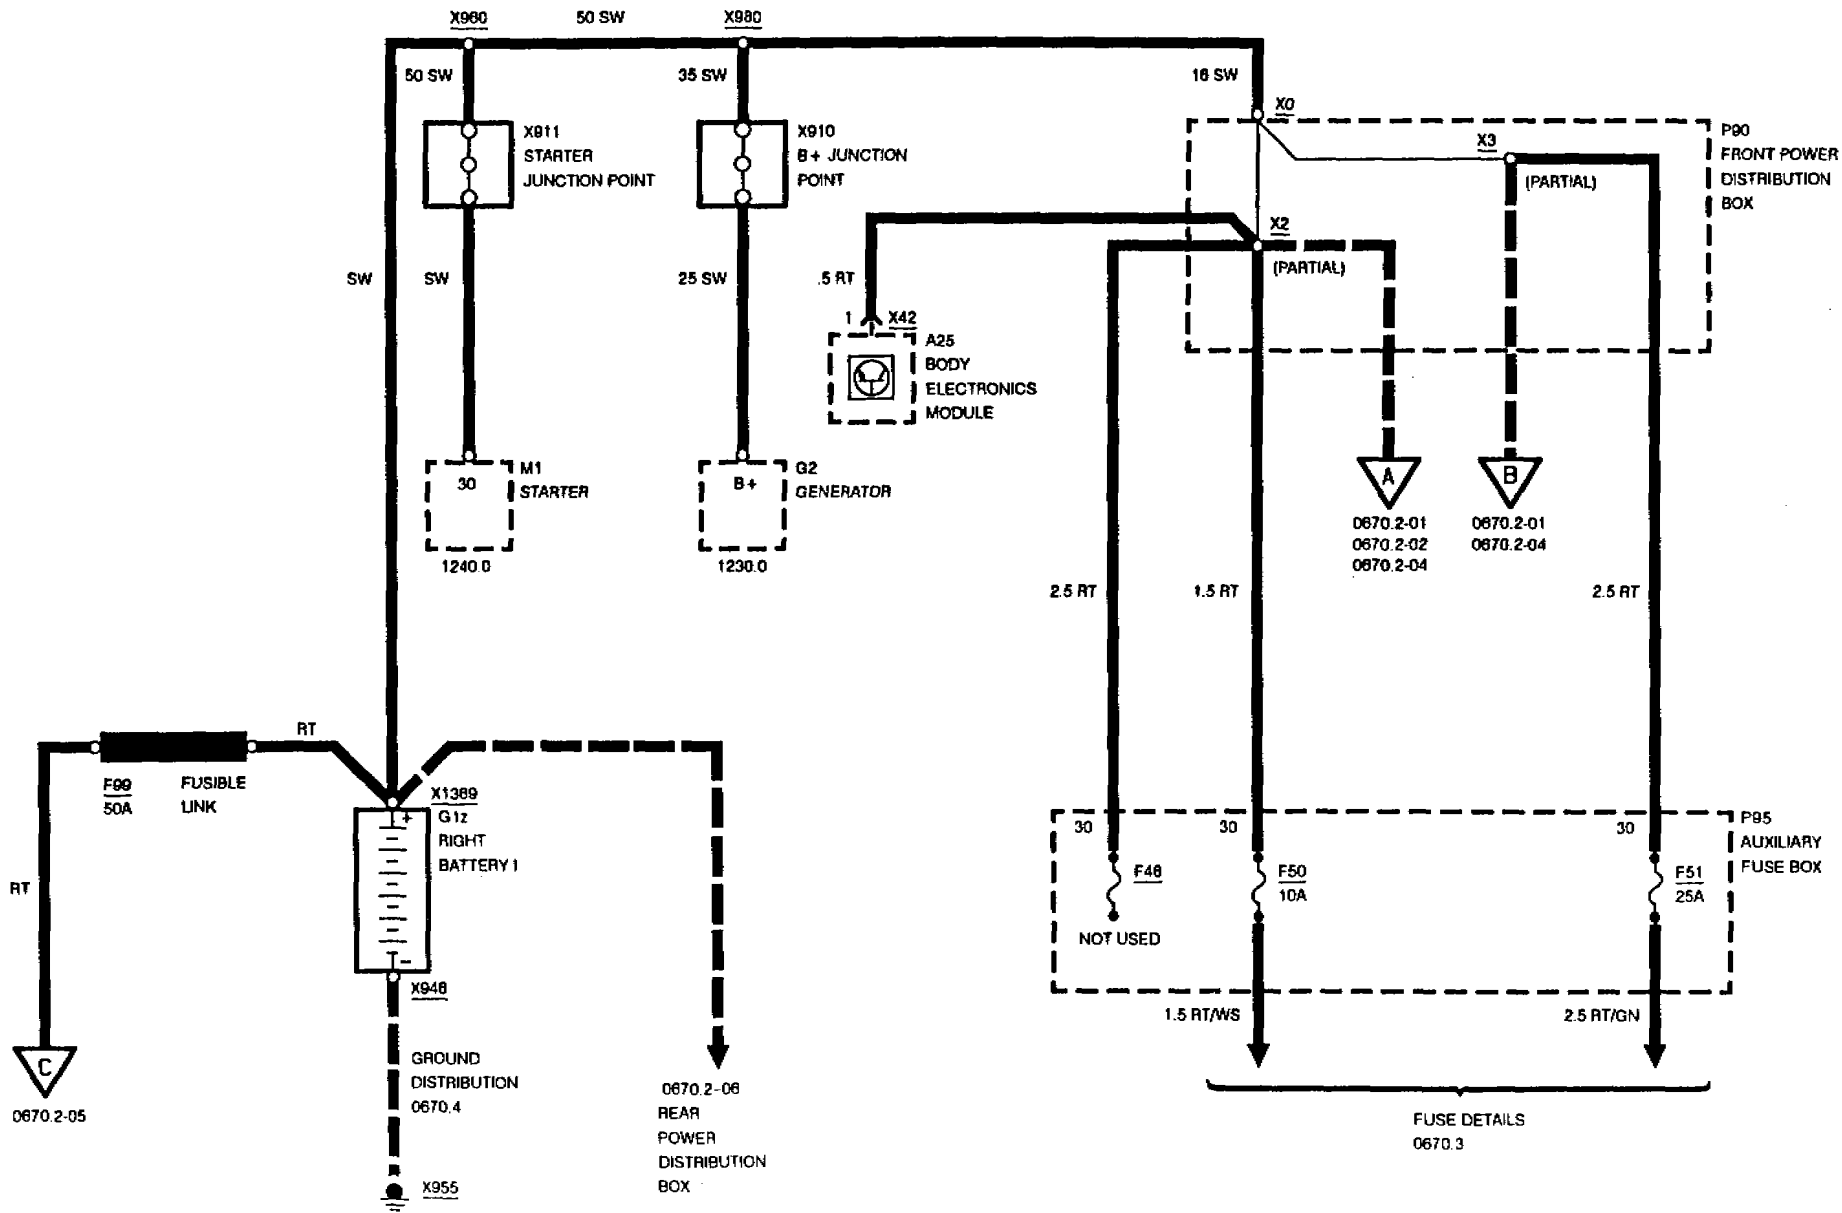 X960
50 SW
X980
50 SW
35 SW
16 SW
X0
X911
STARTER
JUNCTION POINT
X910
B+ JUNCTION
POINT
X3
(PARTIAL)
P90
FRONT POWER
DISTRIBUTION
BOX
X2
(PARTIAL)
SW
SW
25 SW
.5 RT
1
X42
A25
BODY
ELECTRONICS
MODULE
30
M1
STARTER
1240.0
B+
G2
GENERATOR
1230.0
A
0670.2-01
0670.2-02
0670.2-04
B
0670.2-01
0670.2-04
2.5 RT
1.5 RT
2.5 RT
RT
F99
50A
FUSIBLE
LINK
X1369
+
G1z
RIGHT
BATTERY I
-
X948
RT
C
0670.2-05
GROUND
DISTRIBUTION
0670.4
X955
0670.2-06
REAR
POWER
DISTRIBUTION
BOX
30
30
30
P95
AUXILIARY
FUSE BOX
F48
NOT USED
F50
10A
F51
25A
1.5 RT/WS
2.5 RT/GN
FUSE DETAILS
0670.3